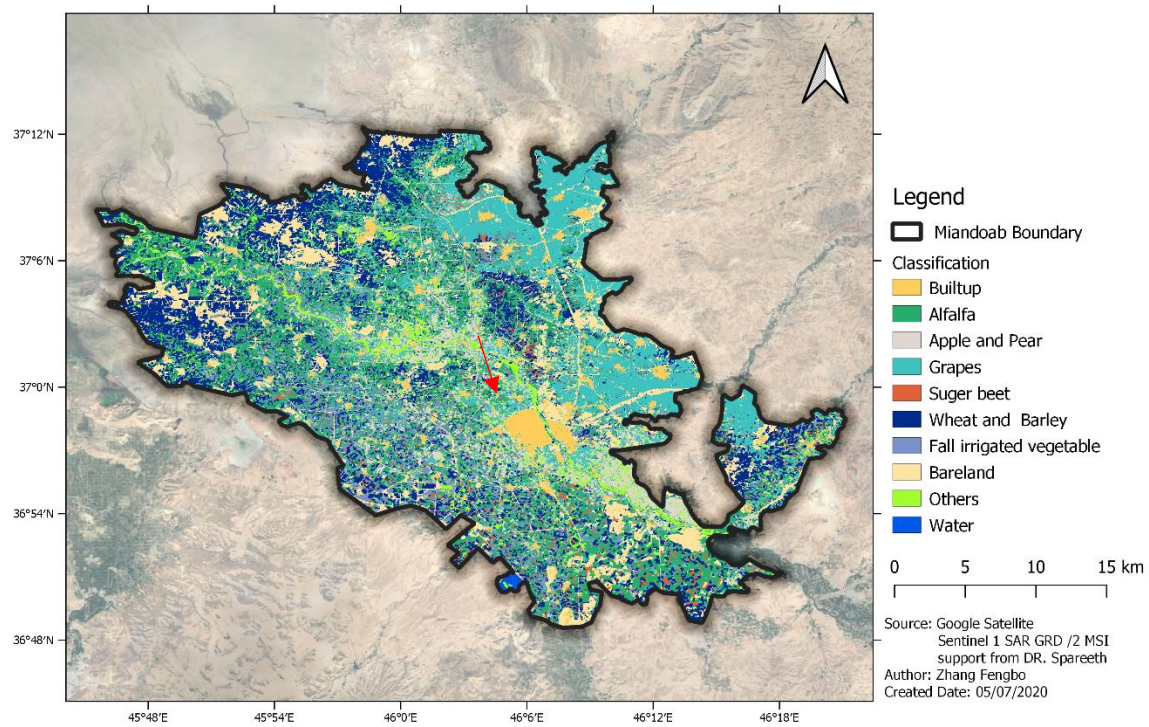 37°12′N
37°6′N
37°0′N
36°54′N
36°48′N
45°48′E
45°54′E
46°0′E
46°6′E
46°12′E
46°18′E
Legend
Miandoab Boundary
Classification
Builtup
Alfalfa
Apple and Pear
Grapes
Suger beet
Wheat and Barley
Fall irrigated vegetable
Bareland
Others
Water
0 5 10 15 km
Source: Google Satellite
Sentinel 1 SAR GRD /2 MSI
support from DR. Spareeth
Author: Zhang Fengbo
Created Date: 05/07/2020